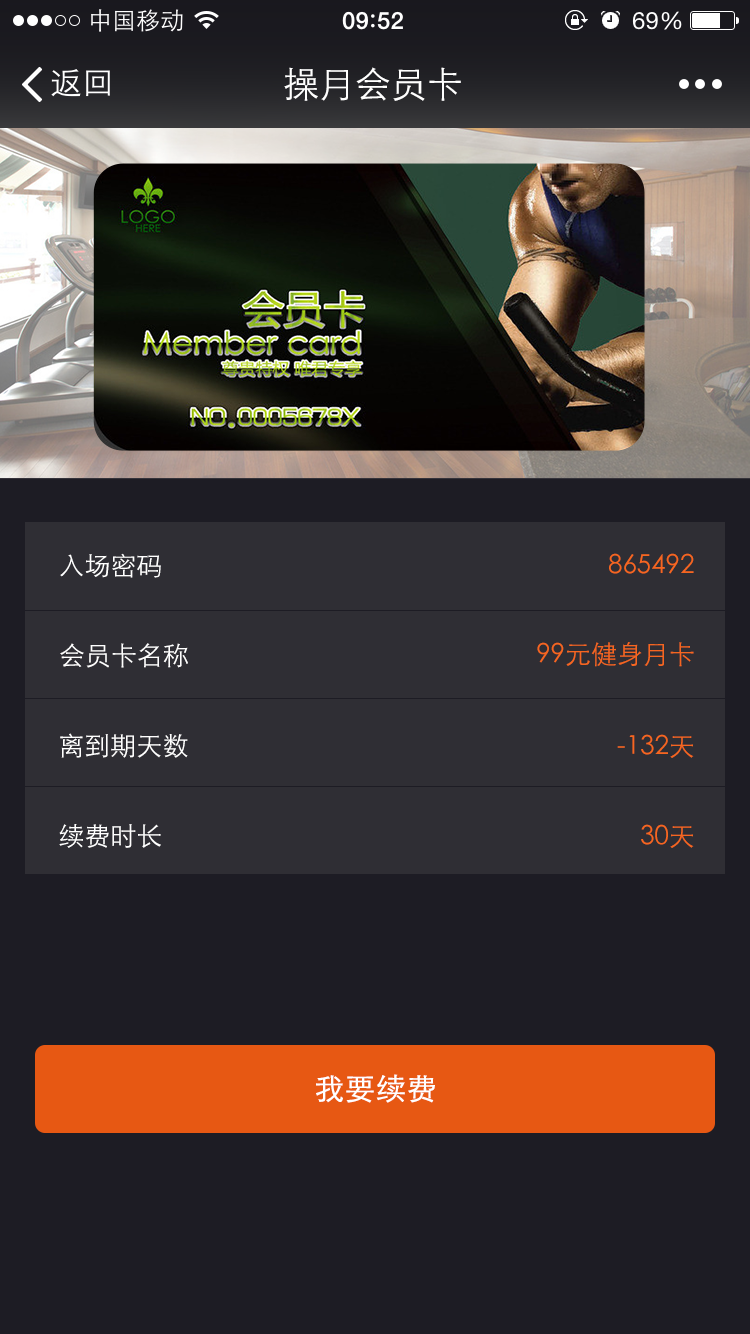 中国移动 09:52 69%
返回 操月会员卡
LOGO
HERE
会员卡
Member card
尊贵特权 唯君专享
NO.0005878X
入场密码 865492
会员卡名称 99元健身月卡
离到期天数 -132天
续费时长 30天
我要续费